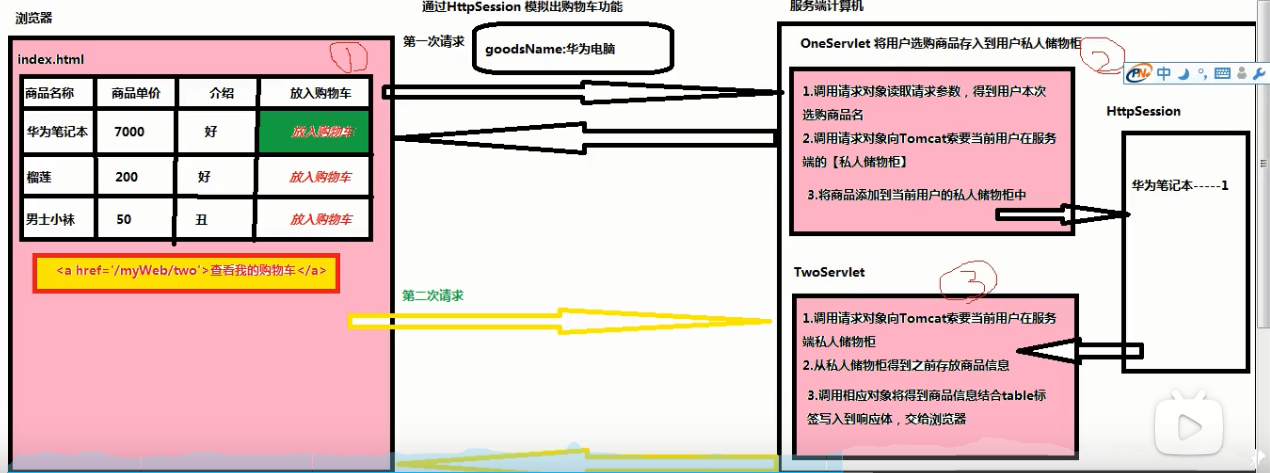 通过HttpSession 模拟出购物车功能
浏览器
服务端计算机
第一次请求
goodsName:华为电脑
index.html
商品名称 商品单价 介绍 放入购物车
华为笔记本 7000 好 放入购物车
榴莲 200 好 放入购物车
男士小袜 50 丑 放入购物车
<a href='/myWeb/two'>查看我的购物车</a>
1
第二次请求
OneServlet 将用户选购商品存入到用户私人储物柜
2
1.调用请求对象读取请求参数，得到用户本次
选购商品名
2.调用请求对象向Tomcat索要当前用户在服务
端的【私人储物柜】
3.将商品添加到当前用户的私人储物柜中
中
HttpSession
华为笔记本-----1
TwoServlet
3
1.调用请求对象向Tomcat索要当前用户在服务
端私人储物柜
2.从私人储物柜得到之前存放商品信息
3.调用相应对象将得到商品信息结合table标
签写入到响应体，交给浏览器